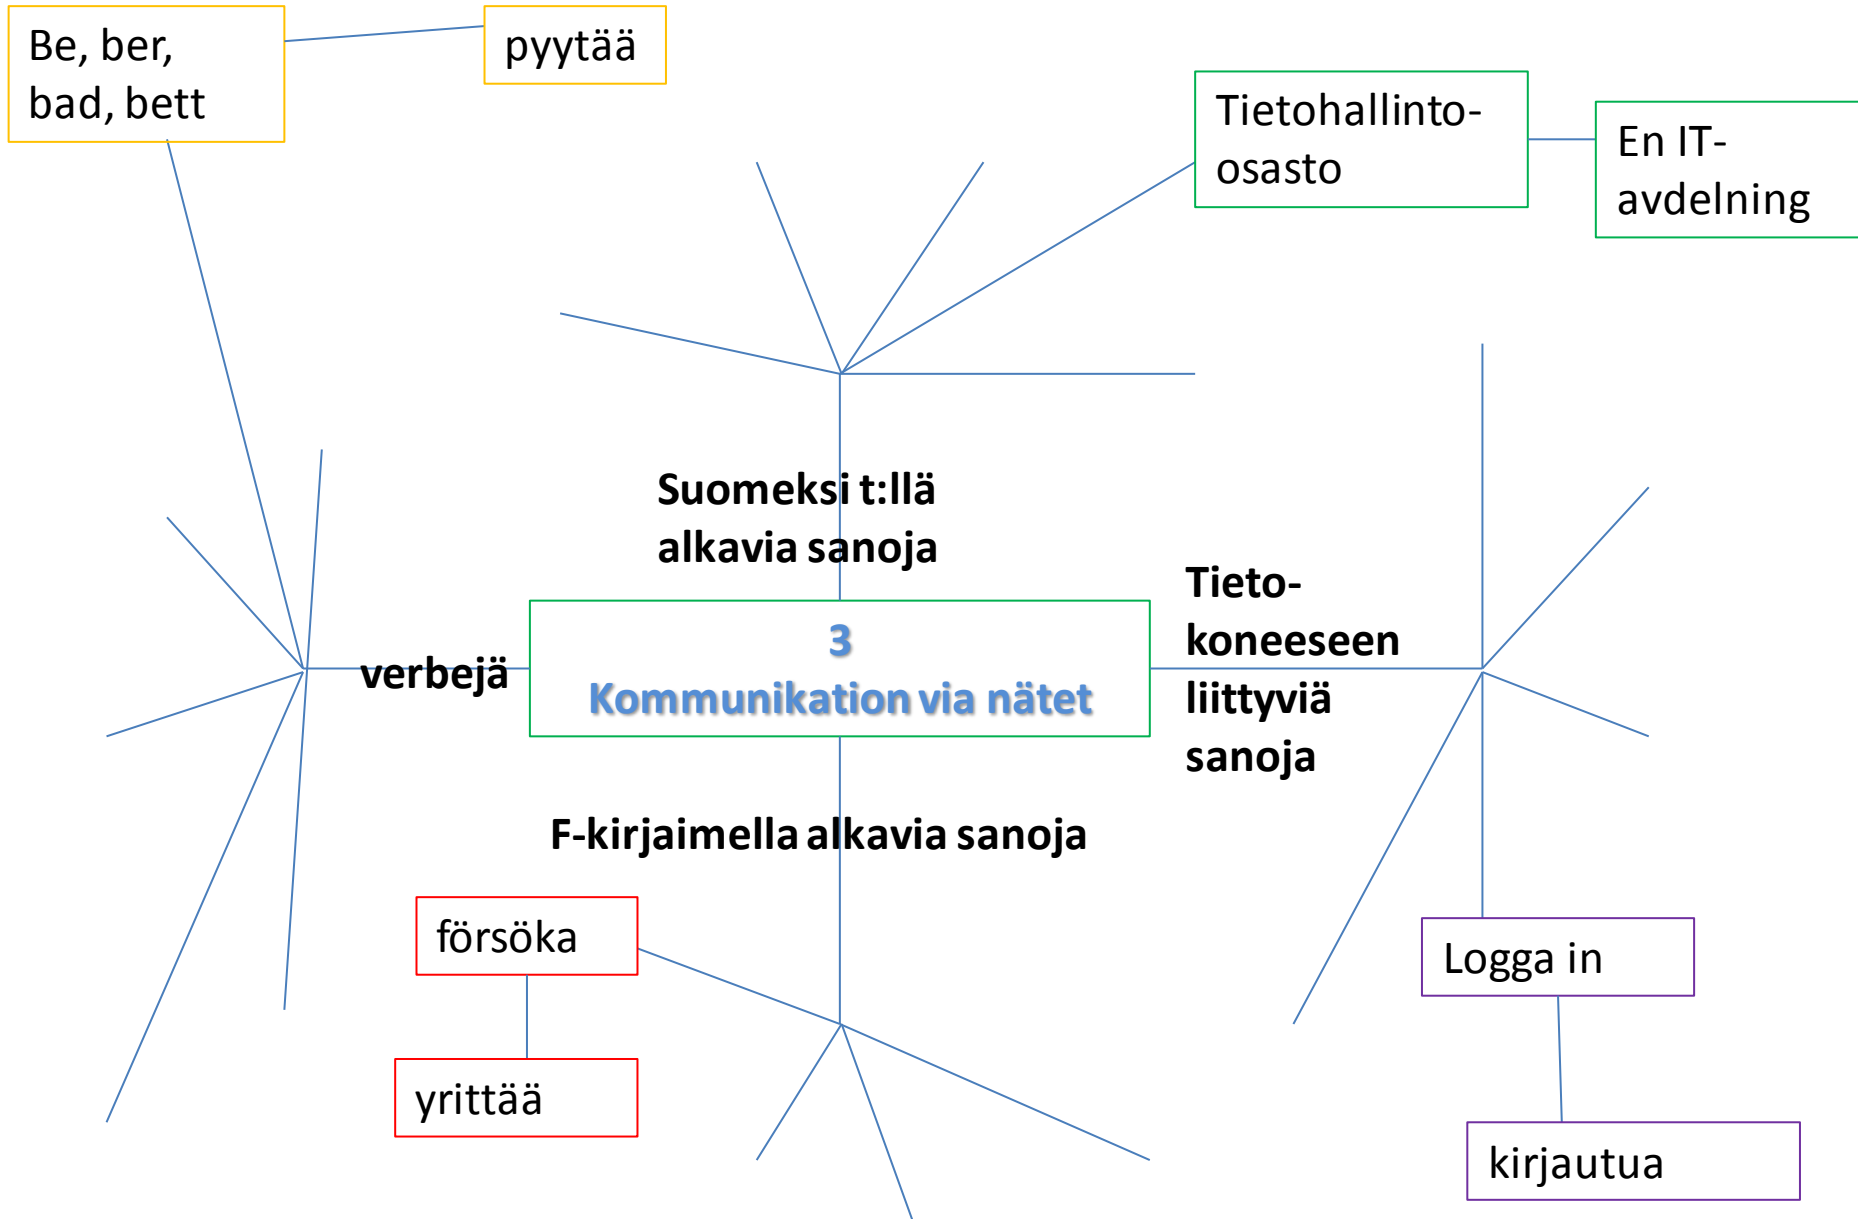 Be, ber,
bad, bett
pyytää
Tietohallinto-
osasto
En IT-
avdelning
Suomeksi t:llä
alkavia sanoja
verbejä
3
Kommunikation via nätet
Tieto-
koneeseen
liittyviä
sanoja
F-kirjaimella alkavia sanoja
försöka
yrittää
Logga in
kirjautua